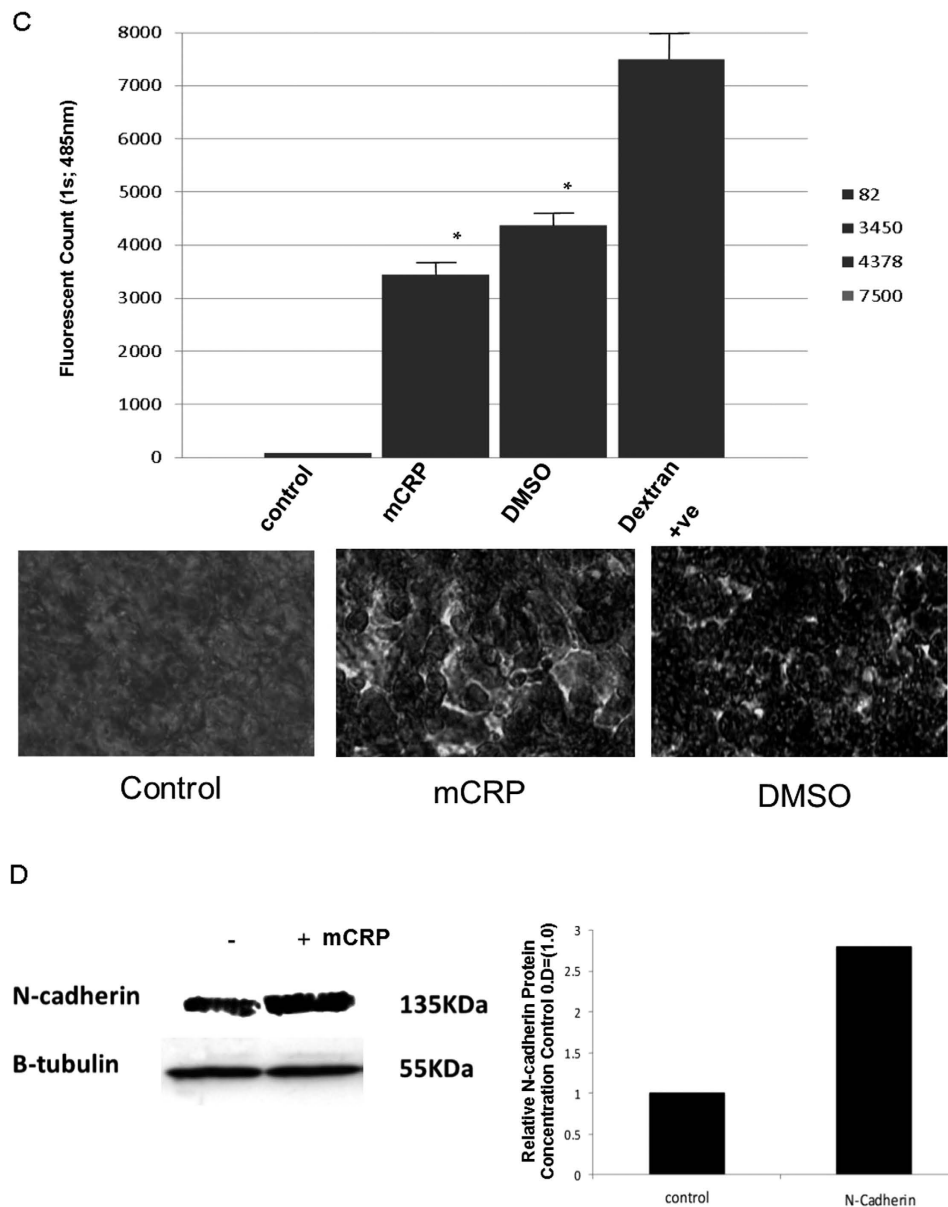 C
Fluorescent Count (1s; 485nm)
8000
7000
6000
5000
4000
3000
2000
1000
0
*
*
82
3450
4378
7500
control
mCRP
DMSO
Dextran
+ve
Control
mCRP
DMSO
D
- + mCRP
N-cadherin 135KDa
B-tubulin 55KDa
Relative N-cadherin Protein
Concentration Control 0.D=(1.0)
3
2.5
2
1.5
1
0.5
0
control
N-Cadherin